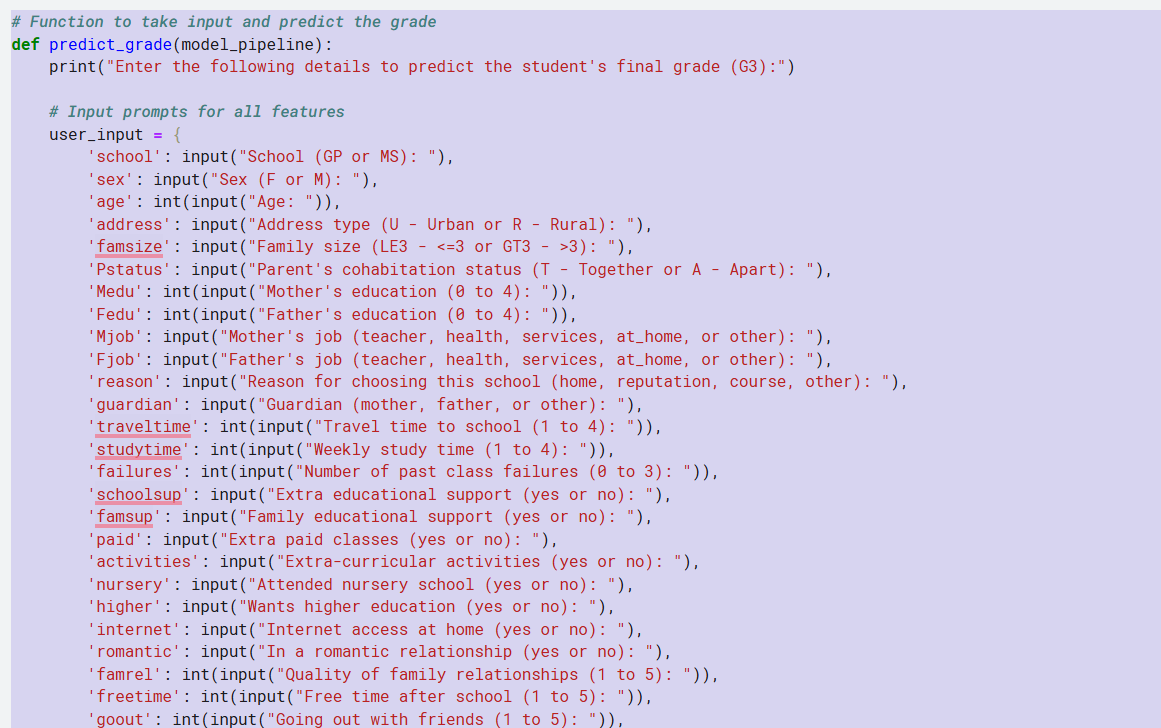 # Function to take input and predict the grade
def predict_grade(model_pipeline):
    print("Enter the following details to predict the student's final grade (G3):")

    # Input prompts for all features
    user_input = {
        'school': input("School (GP or MS): "),
        'sex': input("Sex (F or M): "),
        'age': int(input("Age: ")),
        'address': input("Address type (U - Urban or R - Rural): "),
        'famsize': input("Family size (LE3 - <=3 or GT3 - >3): "),
        'Pstatus': input("Parent's cohabitation status (T - Together or A - Apart): "),
        'Medu': int(input("Mother's education (0 to 4): ")),
        'Fedu': int(input("Father's education (0 to 4): ")),
        'Mjob': input("Mother's job (teacher, health, services, at_home, or other): "),
        'Fjob': input("Father's job (teacher, health, services, at_home, or other): "),
        'reason': input("Reason for choosing this school (home, reputation, course, other): "),
        'guardian': input("Guardian (mother, father, or other): "),
        'traveltime': int(input("Travel time to school (1 to 4): ")),
        'studytime': int(input("Weekly study time (1 to 4): ")),
        'failures': int(input("Number of past class failures (0 to 3): ")),
        'schoolsup': input("Extra educational support (yes or no): "),
        'famsup': input("Family educational support (yes or no): "),
        'paid': input("Extra paid classes (yes or no): "),
        'activities': input("Extra-curricular activities (yes or no): "),
        'nursery': input("Attended nursery school (yes or no): "),
        'higher': input("Wants higher education (yes or no): "),
        'internet': input("Internet access at home (yes or no): "),
        'romantic': input("In a romantic relationship (yes or no): "),
        'famrel': int(input("Quality of family relationships (1 to 5): ")),
        'freetime': int(input("Free time after school (1 to 5): ")),
        'goout': int(input("Going out with friends (1 to 5): ")),